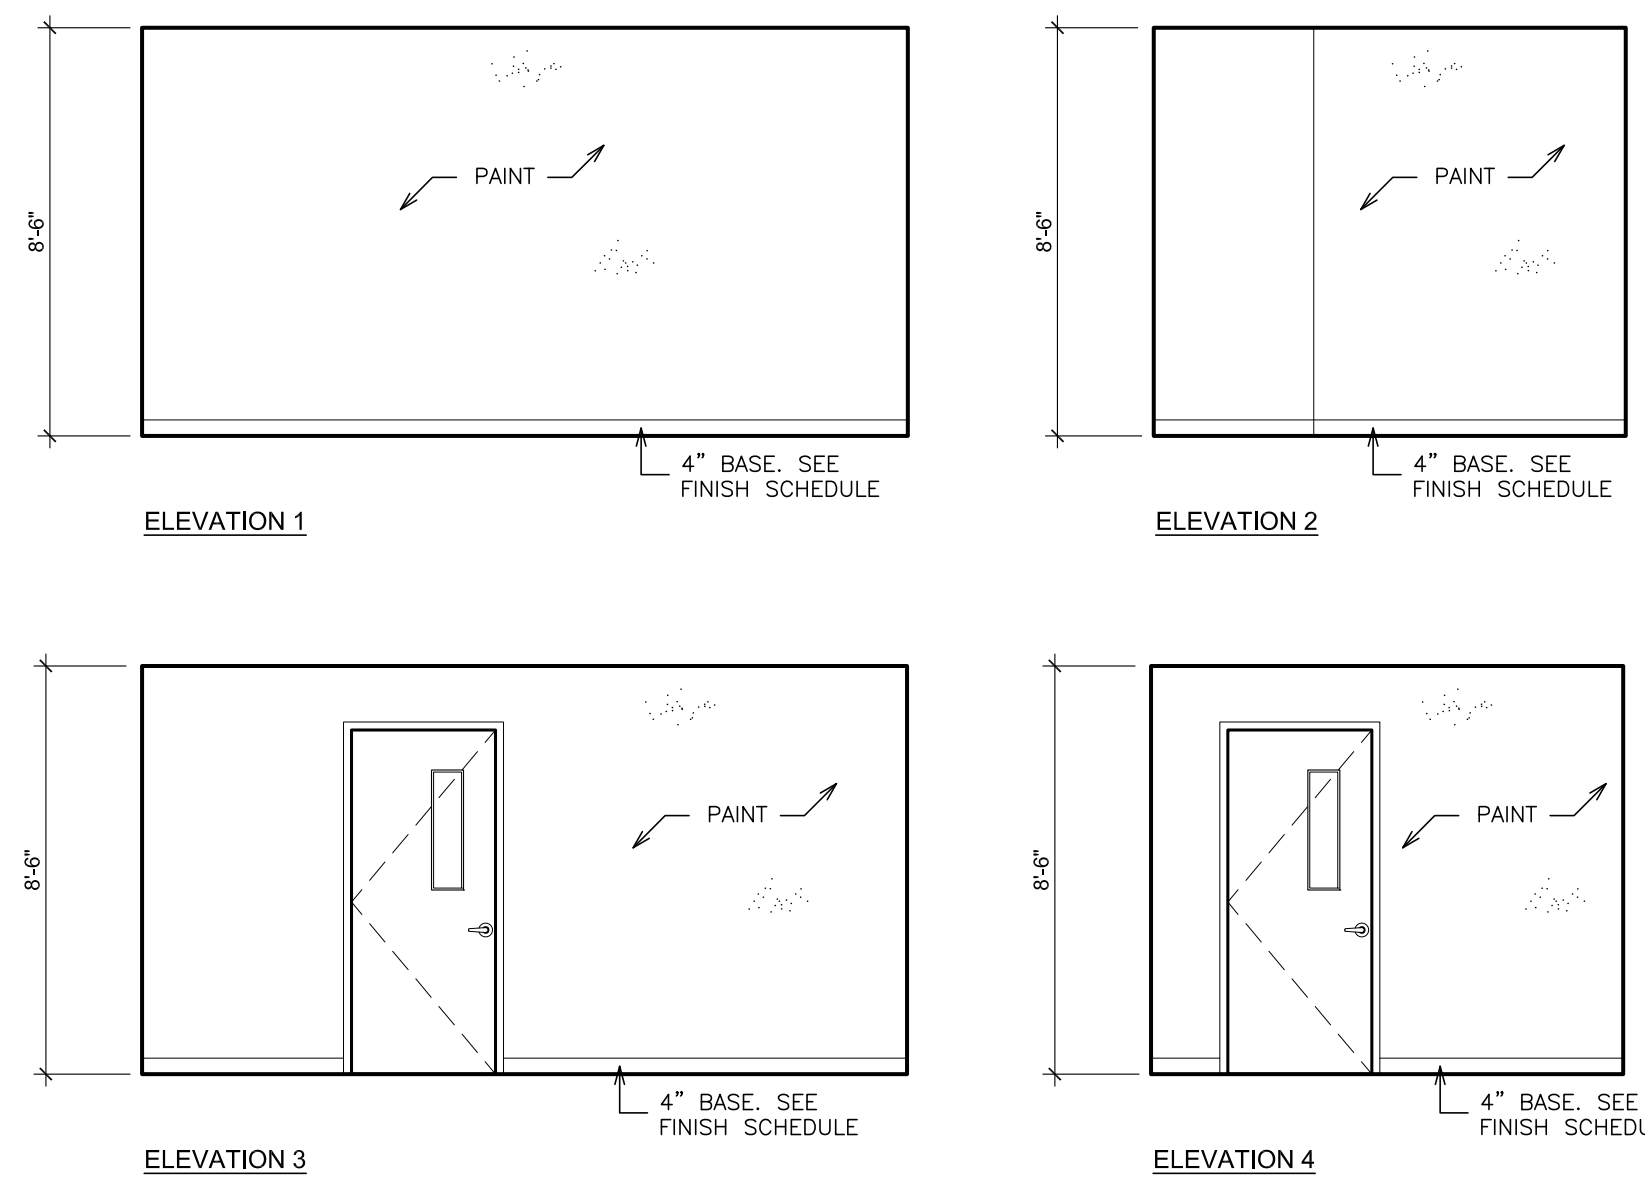 8'-6"
PAINT
4” BASE. SEE
FINISH SCHEDULE
ELEVATION 1
8'-6"
PAINT
4” BASE. SEE
FINISH SCHEDULE
ELEVATION 2
8'-6"
PAINT
4” BASE. SEE
FINISH SCHEDULE
ELEVATION 3
8'-6"
PAINT
4” BASE. SEE
FINISH SCHEDU
ELEVATION 4